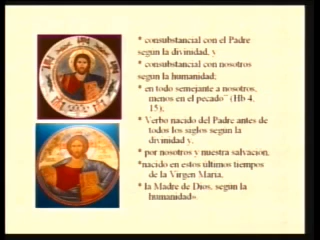 * consubstancial con el Padre
según la divinidad, y
* consubstancial con nosotros
según la humanidad;
* en todo semejante a nosotros,
menos en el pecado" (Hb 4,
15);
* Verbo nacido del Padre antes de
todos los siglos según la
divinidad y,
* por nosotros y nuestra salvación,
*nacido en estos últimos tiempos
de la Virgen María,
* la Madre de Dios, según la
humanidad».